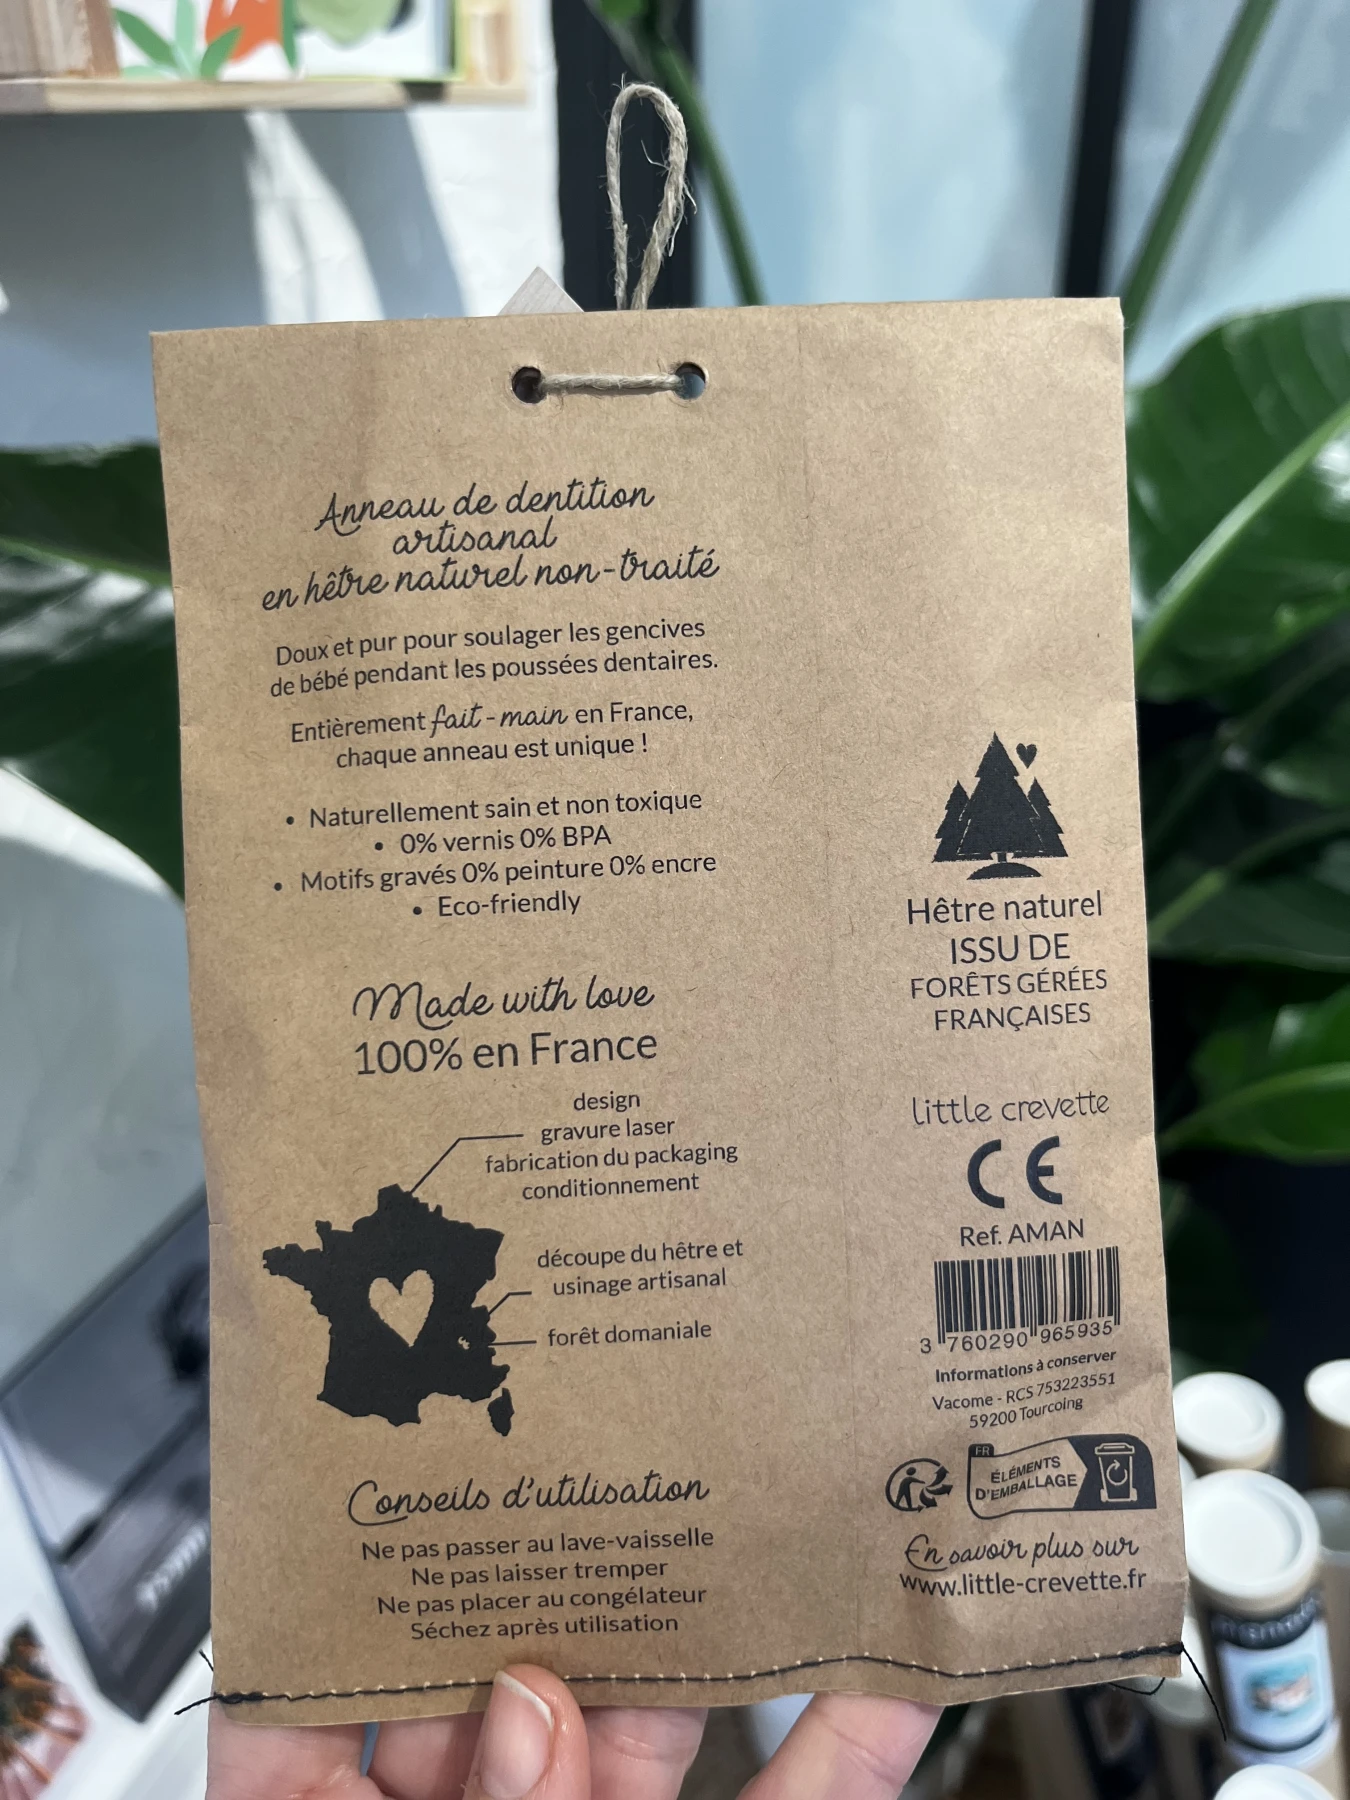 Anneau de dentition
artisanal
en hêtre naturel non-traité
Doux et pur pour soulager les gencives
de bébé pendant les poussées dentaires.
Entièrement fait-main en France,
chaque anneau est unique !
• Naturellement sain et non toxique
• 0% vernis 0% BPA
• Motifs gravés 0% peinture 0% encre
• Eco-friendly
Made with love
100% en France
design
gravure laser
fabrication du packaging
conditionnement
découpe du hêtre et
usinage artisanal
forêt domaniale
Conseils d'utilisation
Ne pas passer au lave-vaisselle
Ne pas laisser tremper
Ne pas placer au congélateur
Séchez après utilisation
Hêtre naturel
ISSU DE
FORÊTS GÉRÉES
FRANÇAISES
little crevette
CE
Ref. AMAN
3 760290 965935
Informations à conserver
Vacome - RCS 753223551
59200 Tourcoing
FR
ÉLÉMENTS
D'EMBALLAGE
En savoir plus sur
www.little-crevette.fr